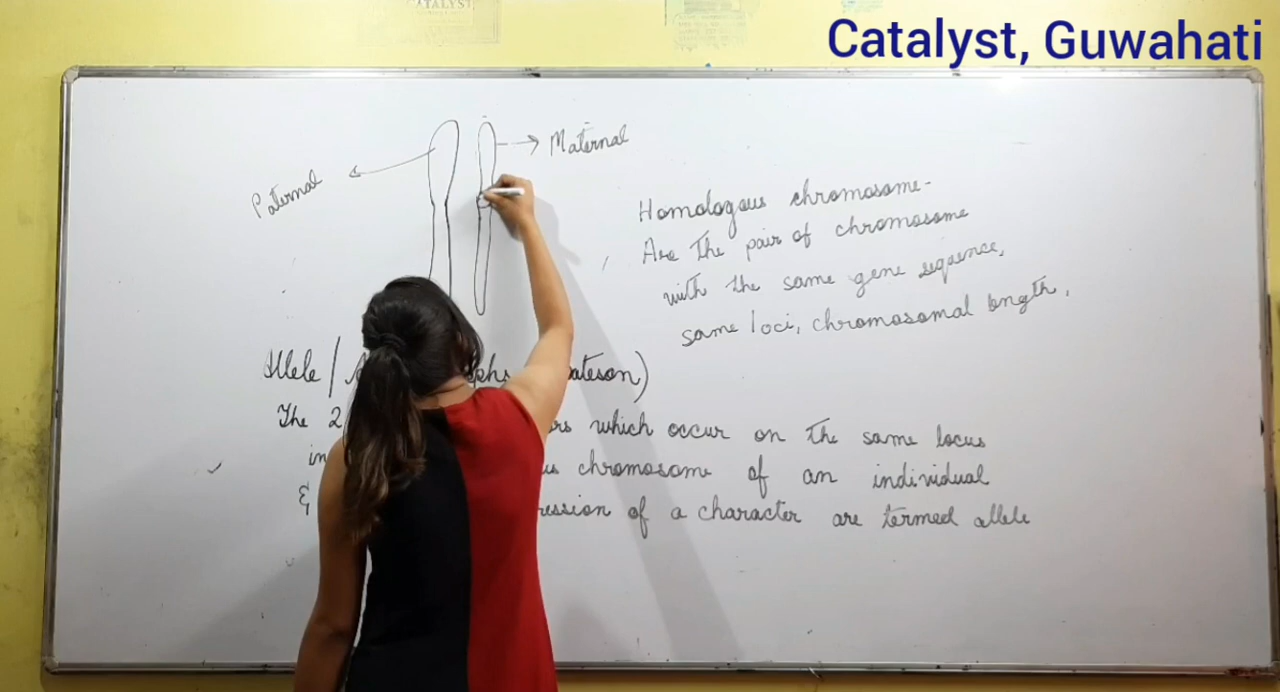 CATALYST
Catalyst, Guwahati
Maternal
Paternal
Homologous chromosome-
Are the pair of chromosome
with the same gene sequence,
same loci, chromosomal length,
Allele / ateson)
The 2 which occur on the same locus
in chromosome of an individual
& ression of a character are termed allele